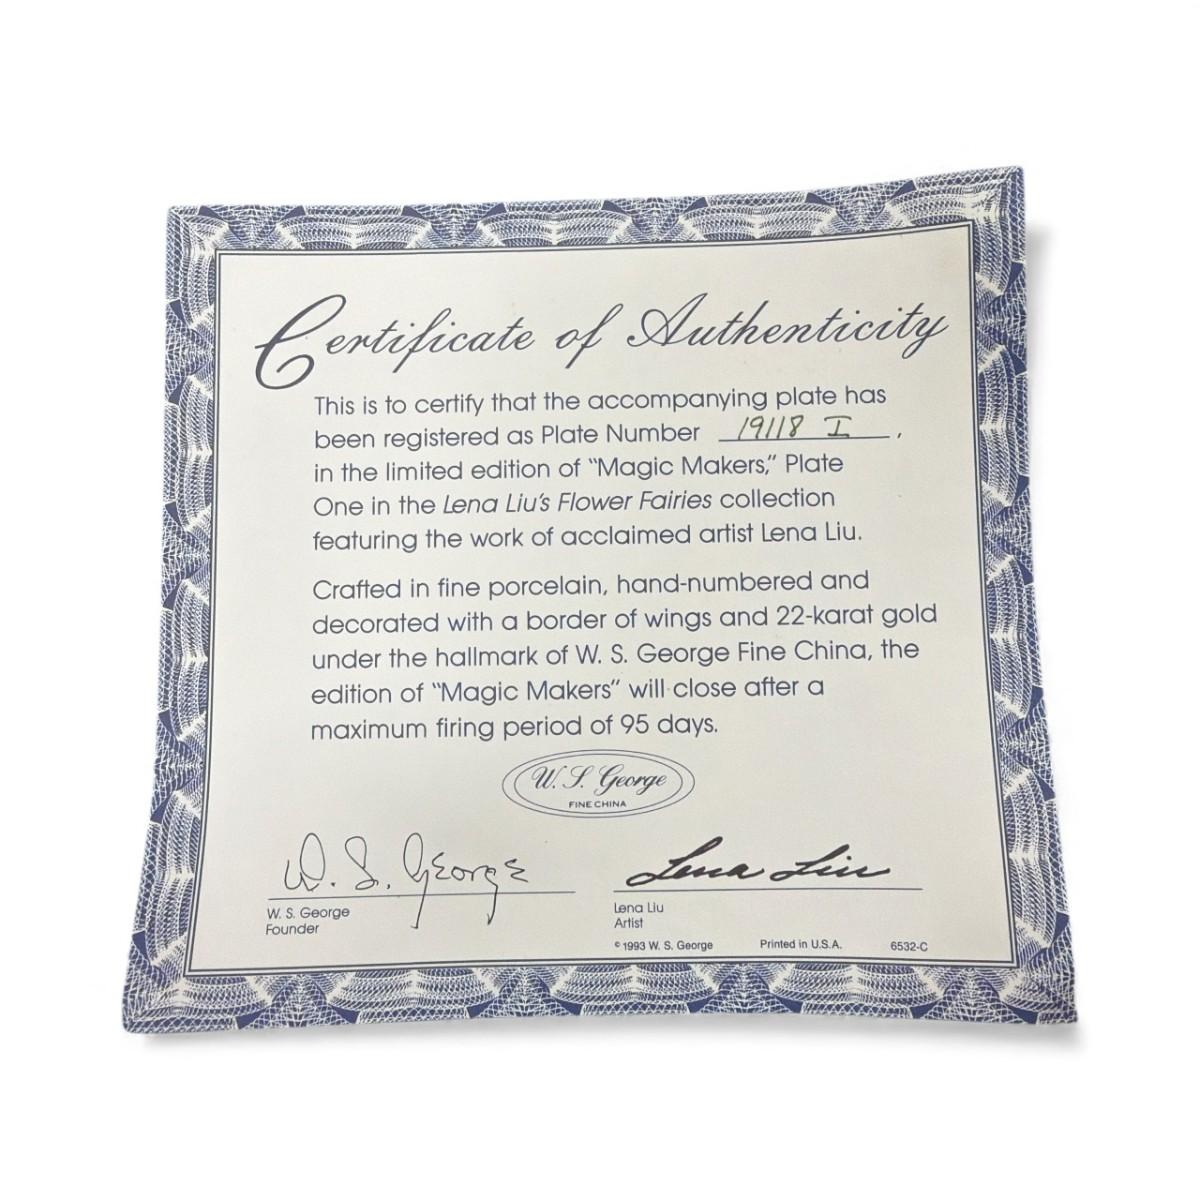 Certificate of Authenticity
This is to certify that the accompanying plate has
been registered as Plate Number 19118 I,
in the limited edition of “Magic Makers,” Plate
One in the Lena Liu's Flower Fairies collection
featuring the work of acclaimed artist Lena Liu.
Crafted in fine porcelain, hand-numbered and
decorated with a border of wings and 22-karat gold
under the hallmark of W. S. George Fine China, the
edition of “Magic Makers” will close after a
maximum firing period of 95 days.
W. S. George
FINE CHINA
W. S. George
Lena Liu
W. S. George
Founder
Lena Liu
Artist
© 1993 W. S. George Printed in U.S.A. 6532-C